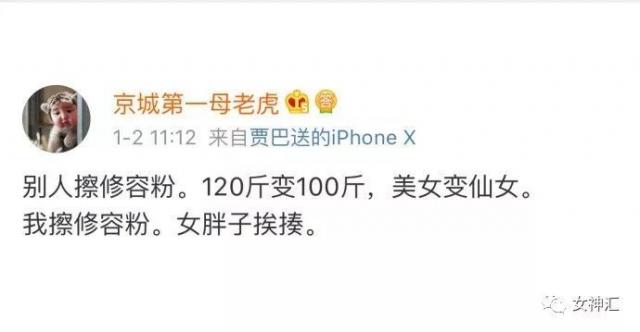 京城第一母老虎 答
1-2 11:12 来自贾巴送的iPhone X
别人擦修容粉。120斤变100斤，美女变仙女。
我擦修容粉。女胖子挨揍。
女神汇